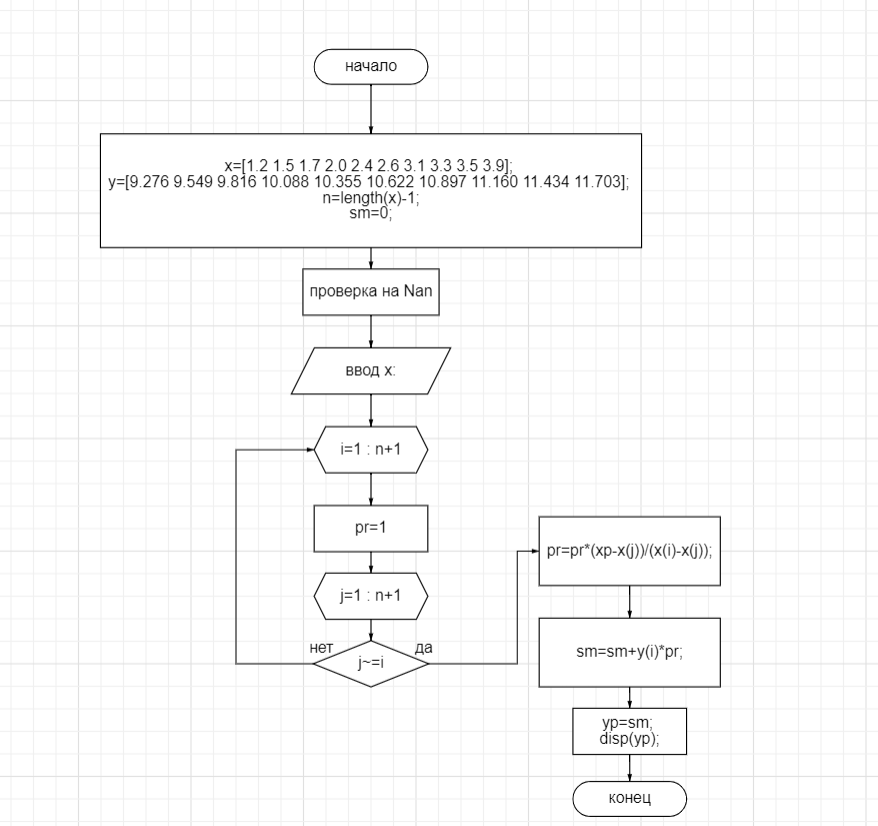 начало
x=[1.2 1.5 1.7 2.0 2.4 2.6 3.1 3.3 3.5 3.9];
y=[9.276 9.549 9.816 10.088 10.355 10.622 10.897 11.160 11.434 11.703];
n=length(x)-1;
sm=0;
проверка на Nan
ввод x:
i=1 : n+1
pr=1
j=1 : n+1
нет
да
j~=i
pr=pr*(xp-x(j))/(x(i)-x(j));
sm=sm+y(i)*pr;
yp=sm;
disp(yp);
конец